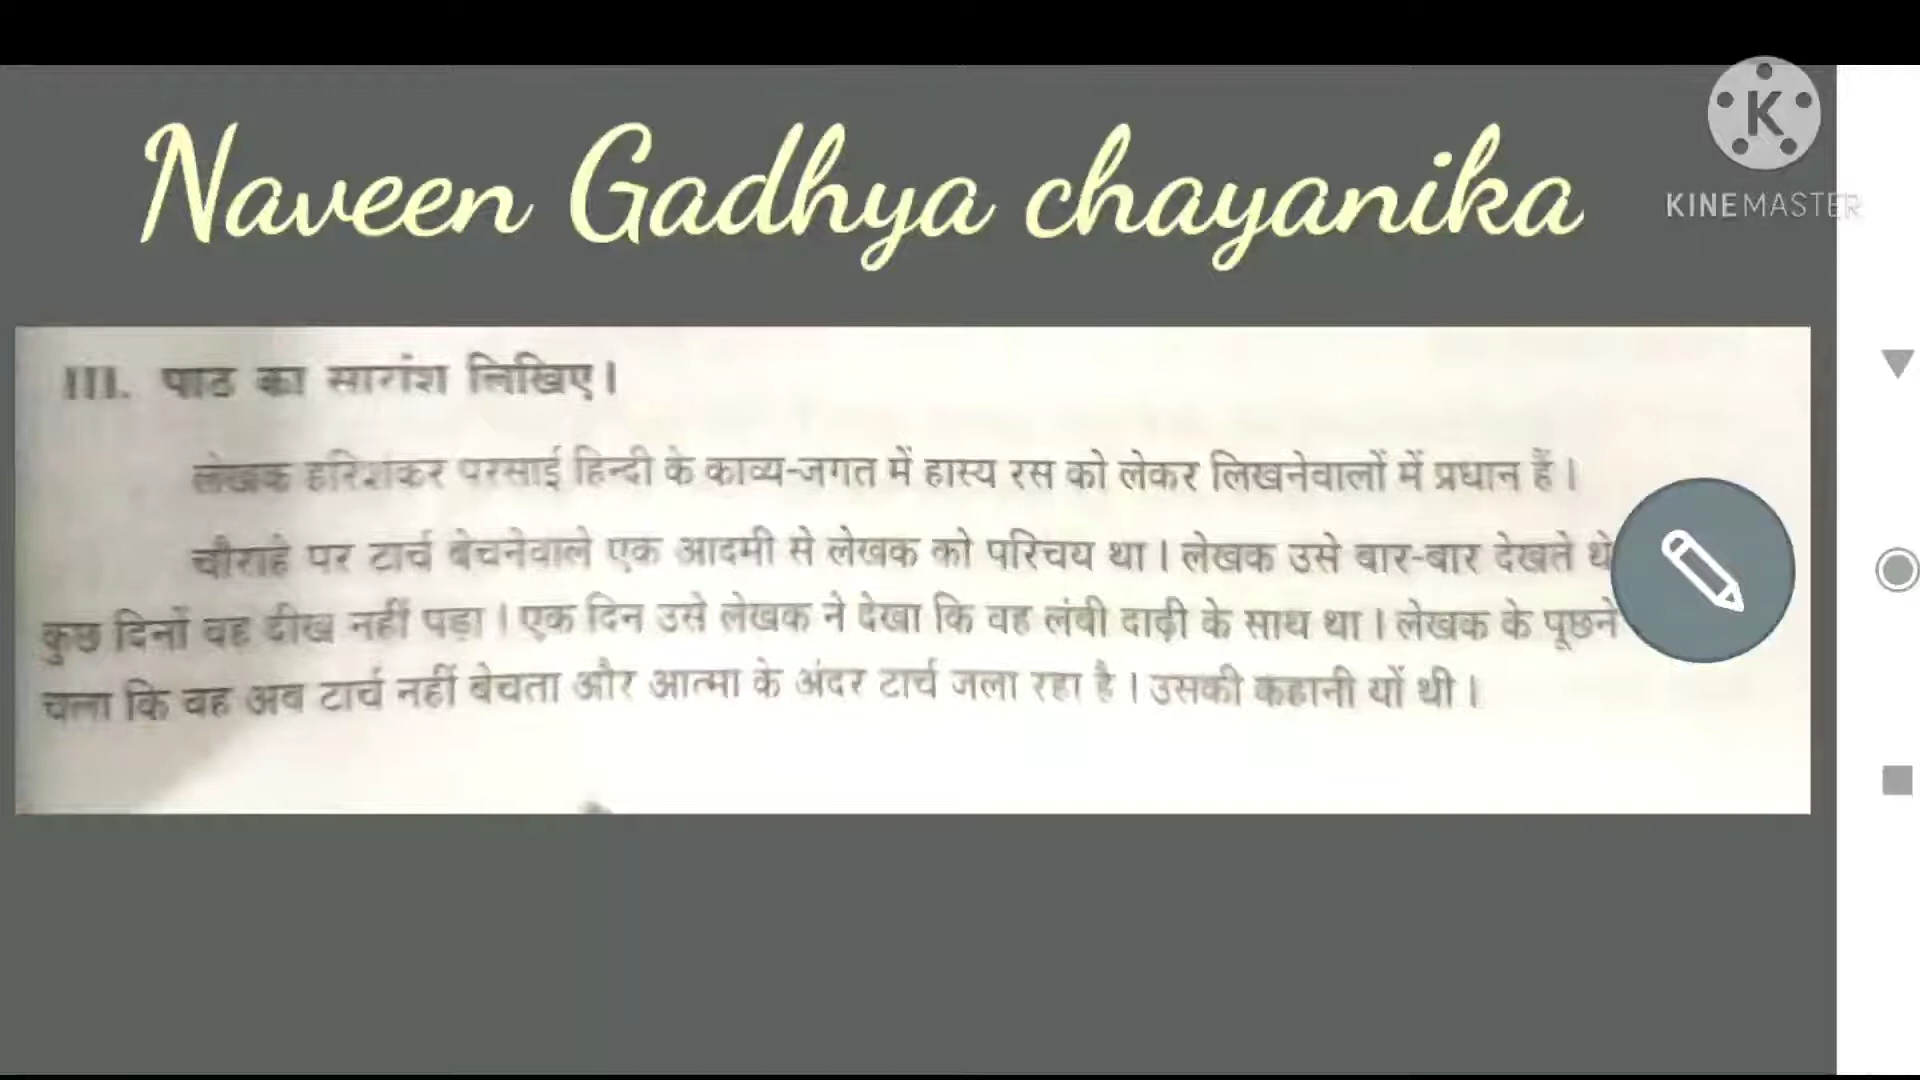 Naveen Gadhya chayanika
K
KINEMASTER
III. पाठ का सारांश लिखिए।
लेखक हरिशंकर परसाई हिन्दी के काव्य-जगत में हास्य रस को लेकर लिखनेवालों में प्रधान हैं।
चौराहे पर टार्च बेचनेवाले एक आदमी से लेखक को परिचय था। लेखक उसे बार-बार देखते थे
कुछ दिनों वह दीख नहीं पड़ा। एक दिन उसे लेखक ने देखा कि वह लंबी दाढ़ी के साथ था। लेखक के पूछने
चला कि वह अब टार्च नहीं बेचता और आत्मा के अंदर टार्च जला रहा है। उसकी कहानी यों थी।